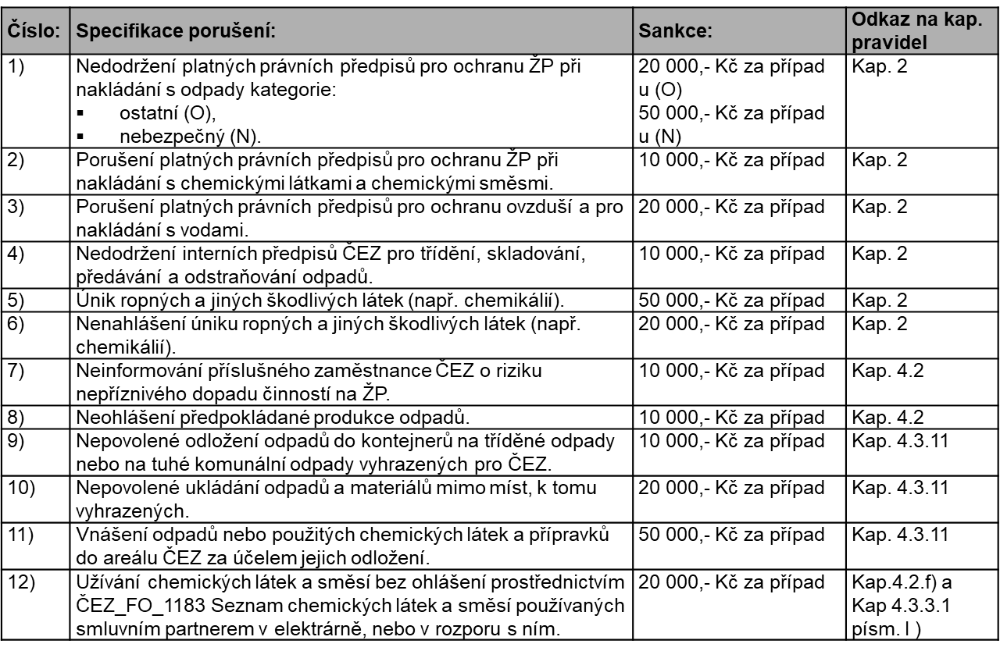 Číslo: Specifikace porušení: Sankce: Odkaz na kap. pravidel
1) Nedodržení platných právních předpisů pro ochranu ŽP při 20 000,- Kč za případ Kap. 2
nakládání s odpady kategorie: u (O)
▪ ostatní (O), 50 000,- Kč za případ
▪ nebezpečný (N). u (N)
2) Porušení platných právních předpisů pro ochranu ŽP při 10 000,- Kč za případ Kap. 2
nakládání s chemickými látkami a chemickými směsmi.
3) Porušení platných právních předpisů pro ochranu ovzduší a pro 20 000,- Kč za případ Kap. 2
nakládání s vodami.
4) Nedodržení interních předpisů ČEZ pro třídění, skladování, 10 000,- Kč za případ Kap. 2
předávání a odstraňování odpadů.
5) Únik ropných a jiných škodlivých látek (např. chemikálií). 50 000,- Kč za případ Kap. 2
6) Nenahlášení úniku ropných a jiných škodlivých látek (např. 20 000,- Kč za případ Kap. 2
chemikálií).
7) Neinformování příslušného zaměstnance ČEZ o riziku 10 000,- Kč za případ Kap. 4.2
nepříznivého dopadu činností na ŽP.
8) Neohlášení předpokládané produkce odpadů. 10 000,- Kč za případ Kap. 4.2
9) Nepovolené odložení odpadů do kontejnerů na tříděné odpady 10 000,- Kč za případ Kap. 4.3.11
nebo na tuhé komunální odpady vyhrazených pro ČEZ.
10) Nepovolené ukládání odpadů a materiálů mimo míst, k tomu 20 000,- Kč za případ Kap. 4.3.11
vyhrazených.
11) Vnášení odpadů nebo použitých chemických látek a přípravků 50 000,- Kč za případ Kap. 4.3.11
do areálu ČEZ za účelem jejich odložení.
12) Užívání chemických látek a směsí bez ohlášení prostřednictvím 20 000,- Kč za případ Kap.4.2.f) a
ČEZ_FO_1183 Seznam chemických látek a směsí používaných Kap 4.3.3.1
smluvním partnerem v elektrárně, nebo v rozporu s ním. písm. l )